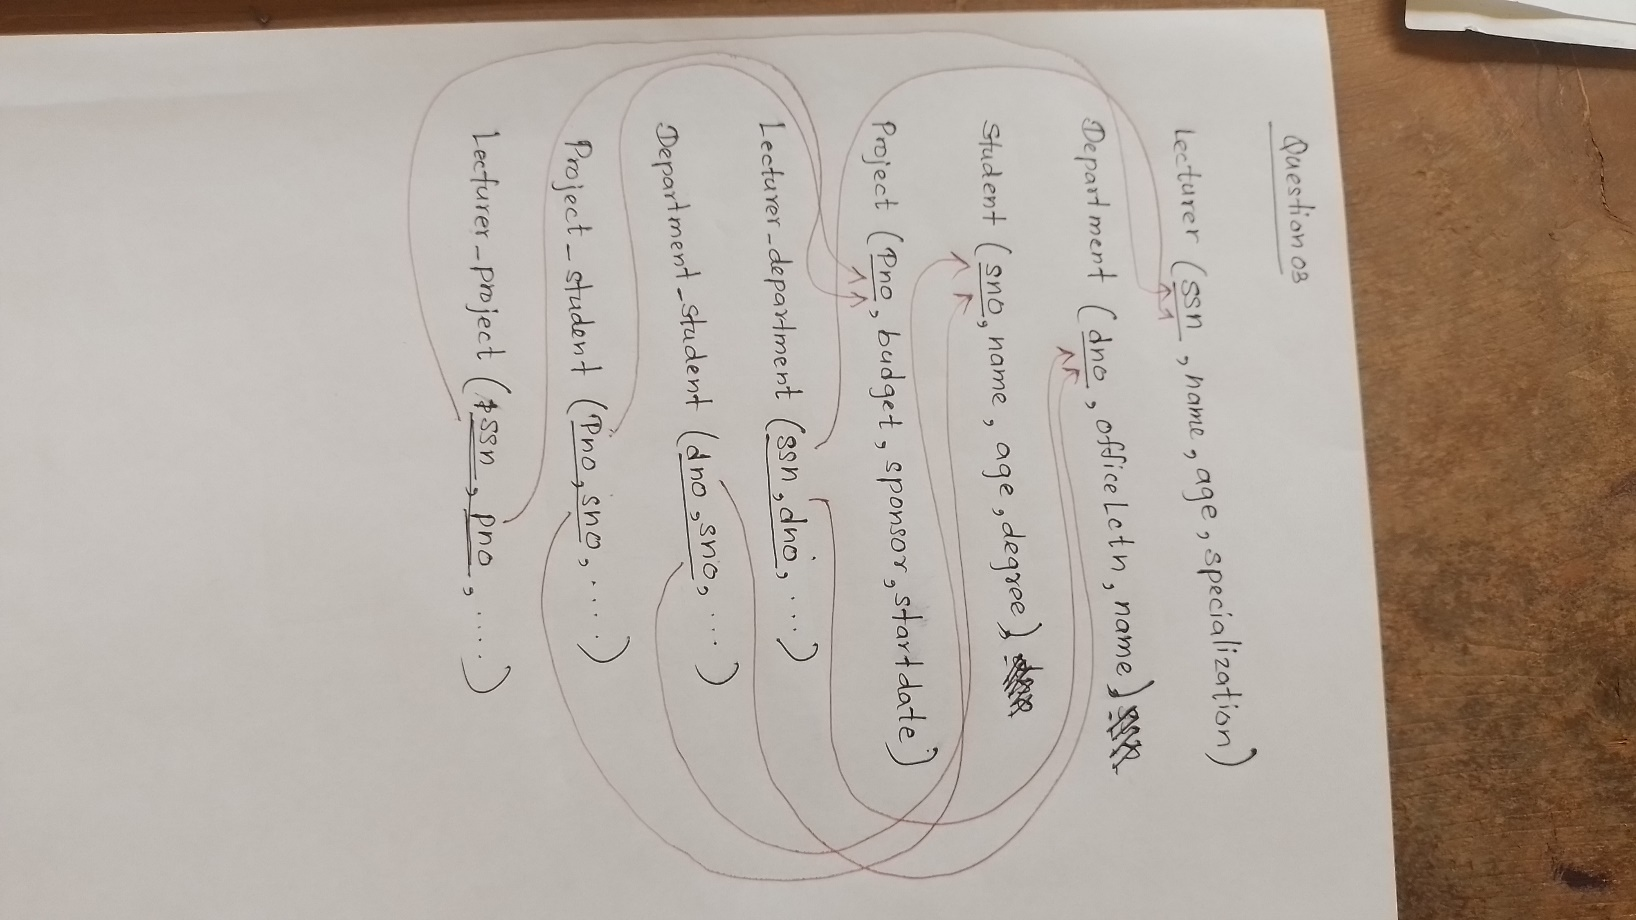 Question 03
Lecturer (ssn, name, age, specialization)
Department (dno, officeLctn, name)
Student (sno, name, age, degree)
Project (Pno, budget, sponsor, startdate)
Lecturer_department (ssn, dno, ...)
Department_student (dno, sno, ...)
Project_student (Pno, sno, ....)
Lecturer_project (ssn, pno, ....)